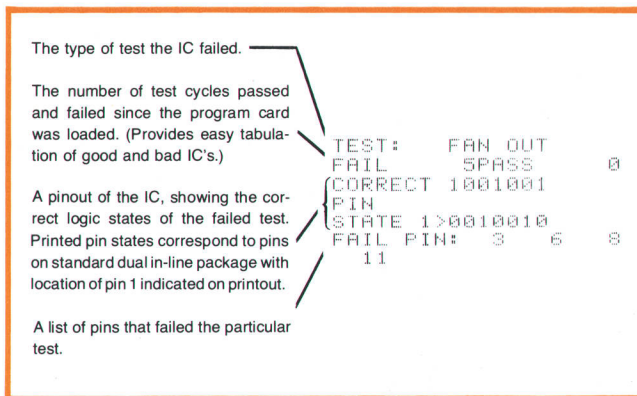 The type of test the IC failed.
The number of test cycles passed
and failed since the program card
was loaded. (Provides easy tabula-
tion of good and bad IC's.)
A pinout of the IC, showing the cor-
rect logic states of the failed test.
Printed pin states correspond to pins
on standard dual in-line package with
location of pin 1 indicated on printout.
A list of pins that failed the particular
test.
TEST: FAN OUT
FAIL 5PASS 0
CORRECT 1001001
PIN
STATE 1>0010010
FAIL PIN: 3 6 8
11